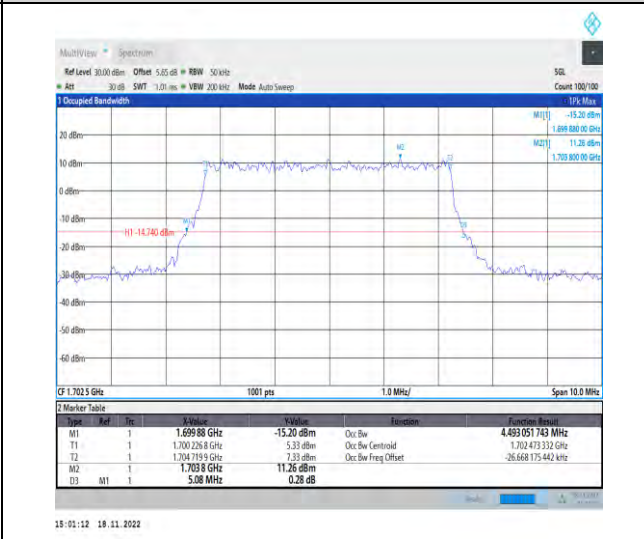 MultiView Spectrum
Ref Level 30.00 dBm Offset 5.85 dB RBW 50 kHz SGL
Att 30 dB SWT 1.01 ms VBW 200 kHz Mode Auto Sweep Count 100/100
1 Occupied Bandwidth 1Pk Max
M1[1] -15.20 dBm
1.699 880 00 GHz
M2[1] 11.26 dBm
1.703 800 00 GHz
20 dBm
M2
10 dBm
0 dBm
-10 dBm
M1
H1 -14.740 dBm
-20 dBm
-30 dBm
-40 dBm
-50 dBm
-60 dBm
CF 1.702 5 GHz 1001 pts 1.0 MHz/ Span 10.0 MHz
2 Marker Table
Type Ref Trc X-Value Y-Value Function Function Result
M1 1 1.699 88 GHz -15.20 dBm Occ Bw 4.493 051 743 MHz
T1 1 1.700 226 8 GHz 5.33 dBm Occ Bw Centroid 1.702 473 332 GHz
T2 1 1.704 719 9 GHz 7.33 dBm Occ Bw Freq Offset -26.668 175 442 kHz
M2 1 1.703 8 GHz 11.26 dBm
D3 M1 1 5.08 MHz 0.28 dB
15:01:12 18.11.2022